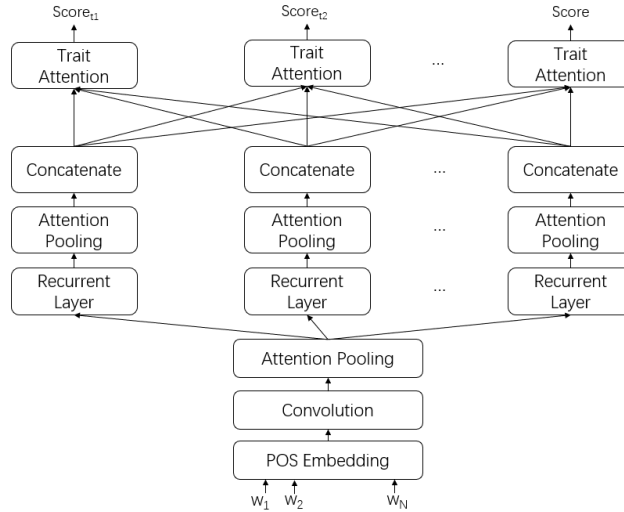 Score_t1 Score_t2 Score
Trait Attention Trait Attention ... Trait Attention
Concatenate Concatenate ... Concatenate
Attention Pooling Attention Pooling ... Attention Pooling
Recurrent Layer Recurrent Layer ... Recurrent Layer
Attention Pooling
Convolution
POS Embedding
w_1 w_2 w_N